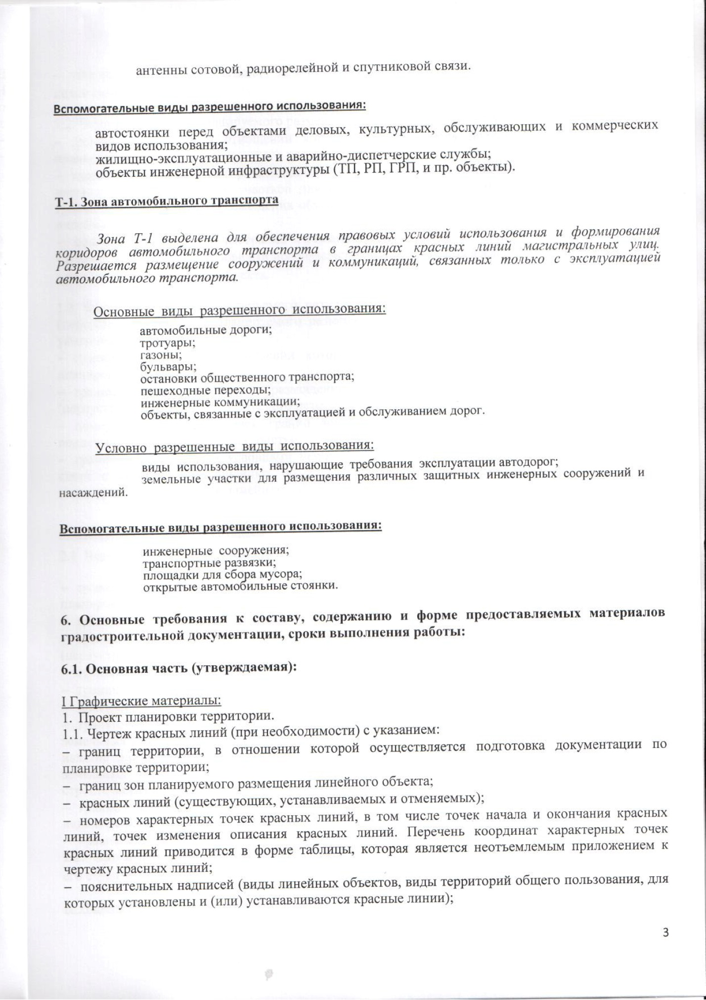 антенны сотовой, радиорелейной и спутниковой связи.
Вспомогательные виды разрешенного использования:
автостоянки перед объектами деловых, культурных, обслуживающих и коммерческих
видов использования;
жилищно-эксплуатационные и аварийно-диспетчерские службы;
объекты инженерной инфраструктуры (ТП, РП, ГРП, и пр. объекты).
Т-1. Зона автомобильного транспорта
Зона Т-1 выделена для обеспечения правовых условий использования и формирования
коридоров автомобильного транспорта в границах красных линий магистральных улиц.
Разрешается размещение сооружений и коммуникаций, связанных только с эксплуатацией
автомобильного транспорта.
Основные виды разрешенного использования:
автомобильные дороги;
тротуары;
газоны;
бульвары;
остановки общественного транспорта;
пешеходные переходы;
инженерные коммуникации;
объекты, связанные с эксплуатацией и обслуживанием дорог.
Условно разрешенные виды использования:
виды использования, нарушающие требования эксплуатации автодорог;
земельные участки для размещения различных защитных инженерных сооружений и
насаждений.
Вспомогательные виды разрешенного использования:
инженерные сооружения;
транспортные развязки;
площадки для сбора мусора;
открытые автомобильные стоянки.
6. Основные требования к составу, содержанию и форме предоставляемых материалов
градостроительной документации, сроки выполнения работы:
6.1. Основная часть (утверждаемая):
I Графические материалы:
1. Проект планировки территории.
1.1. Чертеж красных линий (при необходимости) с указанием:
– границ территории, в отношении которой осуществляется подготовка документации по
планировке территории;
– границ зон планируемого размещения линейного объекта;
– красных линий (существующих, устанавливаемых и отменяемых);
– номеров характерных точек красных линий, в том числе точек начала и окончания красных
линий, точек изменения описания красных линий. Перечень координат характерных точек
красных линий приводится в форме таблицы, которая является неотъемлемым приложением к
чертежу красных линий;
– пояснительных надписей (виды линейных объектов, виды территорий общего пользования, для
которых установлены и (или) устанавливаются красные линии);
3